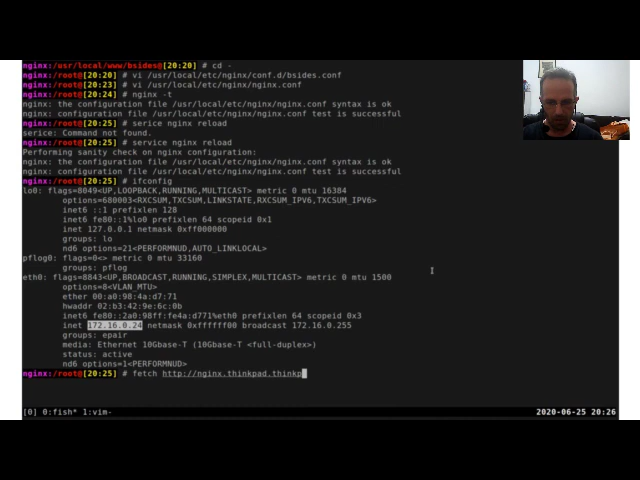 nginx:/usr/local/www/bsides@[20:20] # cd -
nginx:/root@[20:20] # vi /usr/local/etc/nginx/conf.d/bsides.conf
nginx:/root@[20:23] # vi /usr/local/etc/nginx/nginx.conf
nginx:/root@[20:24] # nginx -t
nginx: the configuration file /usr/local/etc/nginx/nginx.conf syntax is ok
nginx: configuration file /usr/local/etc/nginx/nginx.conf test is successful
nginx:/root@[20:25] # serice nginx reload
serice: Command not found.
nginx:/root@[20:25] # service nginx reload
Performing sanity check on nginx configuration:
nginx: the configuration file /usr/local/etc/nginx/nginx.conf syntax is ok
nginx: configuration file /usr/local/etc/nginx/nginx.conf test is successful
nginx:/root@[20:25] # ifconfig
lo0: flags=8049<UP,LOOPBACK,RUNNING,MULTICAST> metric 0 mtu 16384
options=680003<RXCSUM,TXCSUM,LINKSTATE,RXCSUM_IPV6,TXCSUM_IPV6>
inet6 ::1 prefixlen 128
inet6 fe80::1%lo0 prefixlen 64 scopeid 0x1
inet 127.0.0.1 netmask 0xff000000
groups: lo
nd6 options=21<PERFORMNUD,AUTO_LINKLOCAL>
pflog0: flags=0<> metric 0 mtu 33160
groups: pflog
eth0: flags=8843<UP,BROADCAST,RUNNING,SIMPLEX,MULTICAST> metric 0 mtu 1500
options=8<VLAN_MTU>
ether 00:a0:98:4a:d7:71
hwaddr 02:b3:42:9e:6c:0b
inet6 fe80::2a0:98ff:fe4a:d771%eth0 prefixlen 64 scopeid 0x3
inet 172.16.0.24 netmask 0xffffff00 broadcast 172.16.0.255
groups: epair
media: Ethernet 10Gbase-T (10Gbase-T <full-duplex>)
status: active
nd6 options=1<PERFORMNUD>
nginx:/root@[20:25] # fetch http://nginx.thinkpad.thinkp
[0] 0:fish* 1:vim- 2020-06-25 20:26